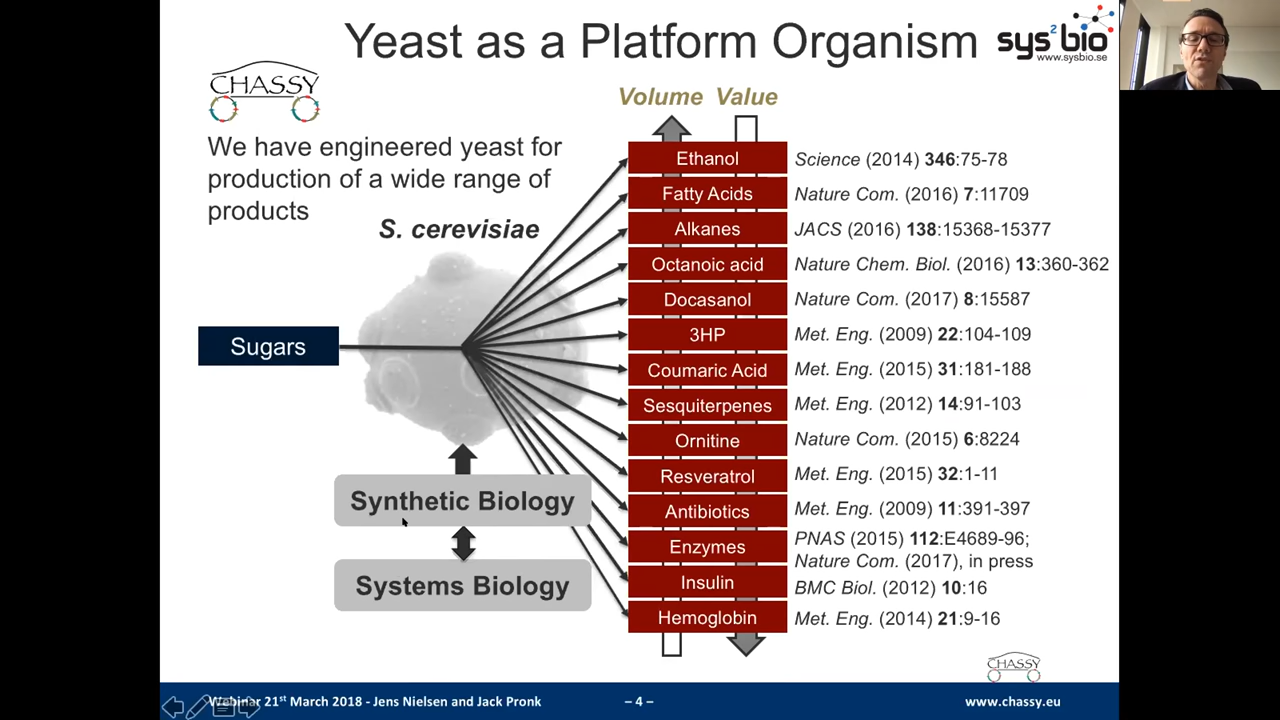 Yeast as a Platform Organism
sys2bio
www.sysbio.se
CHASSY
Volume Value
We have engineered yeast for
production of a wide range of
products
S. cerevisiae
Sugars
Synthetic Biology
Systems Biology
Ethanol Science (2014) 346:75-78
Fatty Acids Nature Com. (2016) 7:11709
Alkanes JACS (2016) 138:15368-15377
Octanoic acid Nature Chem. Biol. (2016) 13:360-362
Docasanol Nature Com. (2017) 8:15587
3HP Met. Eng. (2009) 22:104-109
Coumaric Acid Met. Eng. (2015) 31:181-188
Sesquiterpenes Met. Eng. (2012) 14:91-103
Ornitine Nature Com. (2015) 6:8224
Resveratrol Met. Eng. (2015) 32:1-11
Antibiotics Met. Eng. (2009) 11:391-397
Enzymes PNAS (2015) 112:E4689-96;
Nature Com. (2017), in press
Insulin BMC Biol. (2012) 10:16
Hemoglobin Met. Eng. (2014) 21:9-16
CHASSY
Webinar 21st March 2018 - Jens Nielsen and Jack Pronk
– 4 –
www.chassy.eu